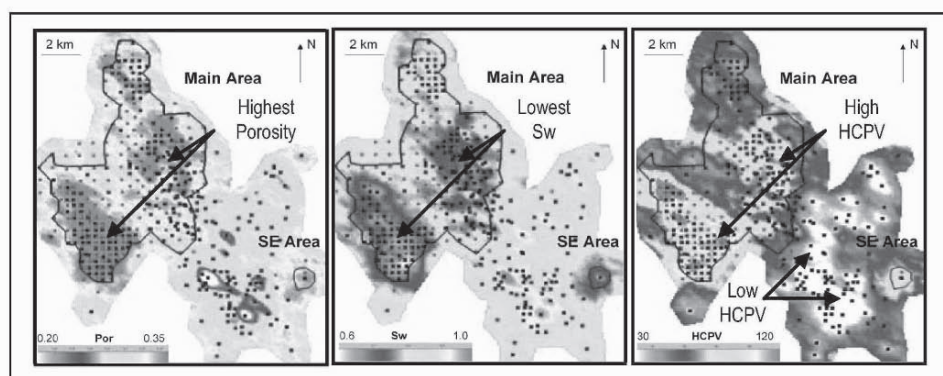 2 km
N
Main Area
Highest
Porosity
SE Area
0.20 Por 0.35
2 km
N
Main Area
Lowest
Sw
SE Area
0.6 Sw 1.0
2 km
N
Main Area
High
HCPV
SE Area
Low
HCPV
30 HCPV 120